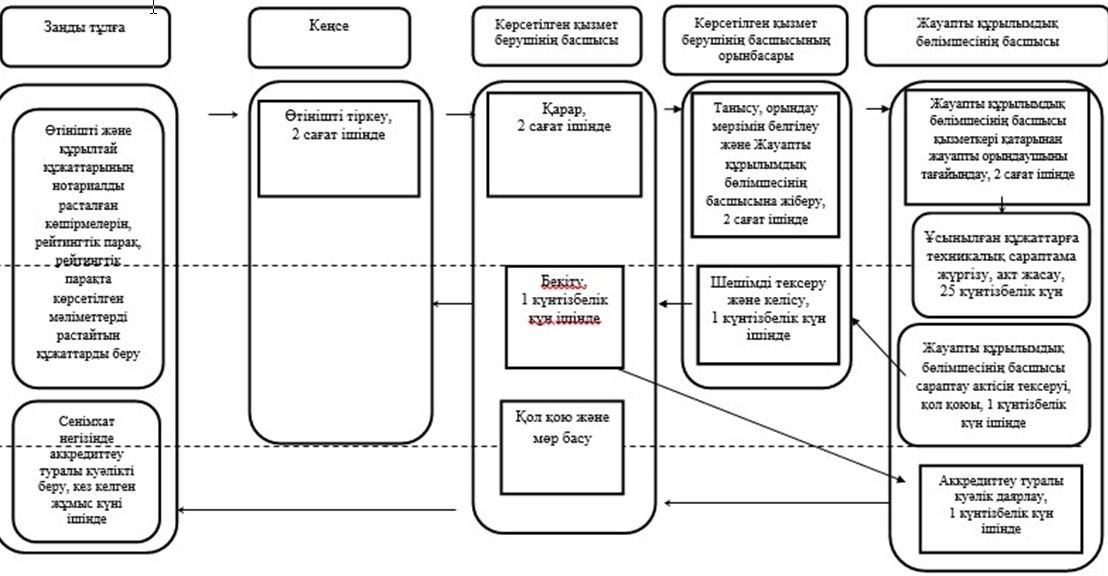 Заңды тұлға
Кеңсе
Көрсетілген қызмет
берушінің басшысы
Көрсетілген қызмет
берушінің басшысының
орынбасары
Жауапты құрылымдық
бөлімшесінің басшысы
Өтінішті және
құрылтай
құжаттарының
нотариалды
расталған
көшірмелерін,
рейтингтік парақ,
рейтингтік
парақта
көрсетілген
мәліметтерді
растайтын
құжаттарды беру
Өтінішті тіркеу,
2 сағат ішінде
Қарар,
2 сағат ішінде
Танысу, орындау
мерзімін белгілеу
және Жауапты
құрылымдық
бөлімшесінің
басшысына жіберу,
2 сағат ішінде
Жауапты құрылымдық
бөлімшесінің басшысы
қызметкері қатарынан
жауапты орындаушыны
тағайындау, 2 сағат ішінде
Ұсынылған құжаттарға
техникалық сараптама
жүргізу, акт жасау,
25 күнтізбелік күн
Бекіту,
1 күнтізбелік
күн ішінде
Шешімді тексеру
және келісу,
1 күнтізбелік күн
ішінде
Жауапты құрылымдық
бөлімшесінің басшысы
сараптау актісін тексеруі,
қол қоюы, 1 күнтізбелік
күн ішінде
Сенімхат
негізінде
аккредиттеу
туралы куәлікті
беру, кез келген
жұмыс күні
ішінде
Қол қою және
мөр басу
Аккредиттеу туралы
куәлік даярлау,
1 күнтізбелік күн
ішінде